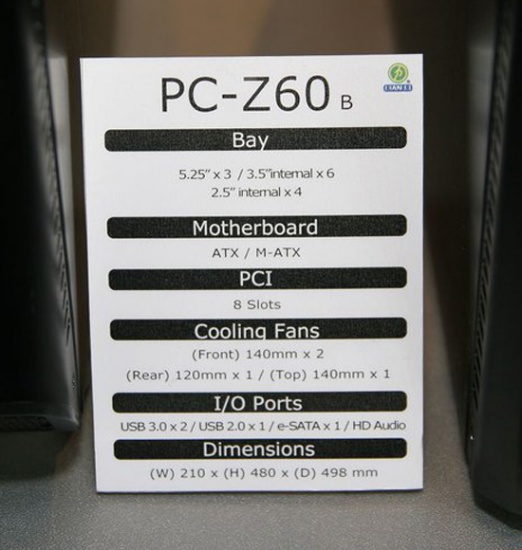 PC-Z60 B
LIAN LI
Bay
5.25" x 3 / 3.5"internal x 6
2.5" internal x 4
Motherboard
ATX / M-ATX
PCI
8 Slots
Cooling Fans
(Front) 140mm x 2
(Rear) 120mm x 1 / (Top) 140mm x 1
I/O Ports
USB 3.0 x 2 / USB 2.0 x 1 / e-SATA x 1 / HD Audio
Dimensions
(W) 210 x (H) 480 x (D) 498 mm